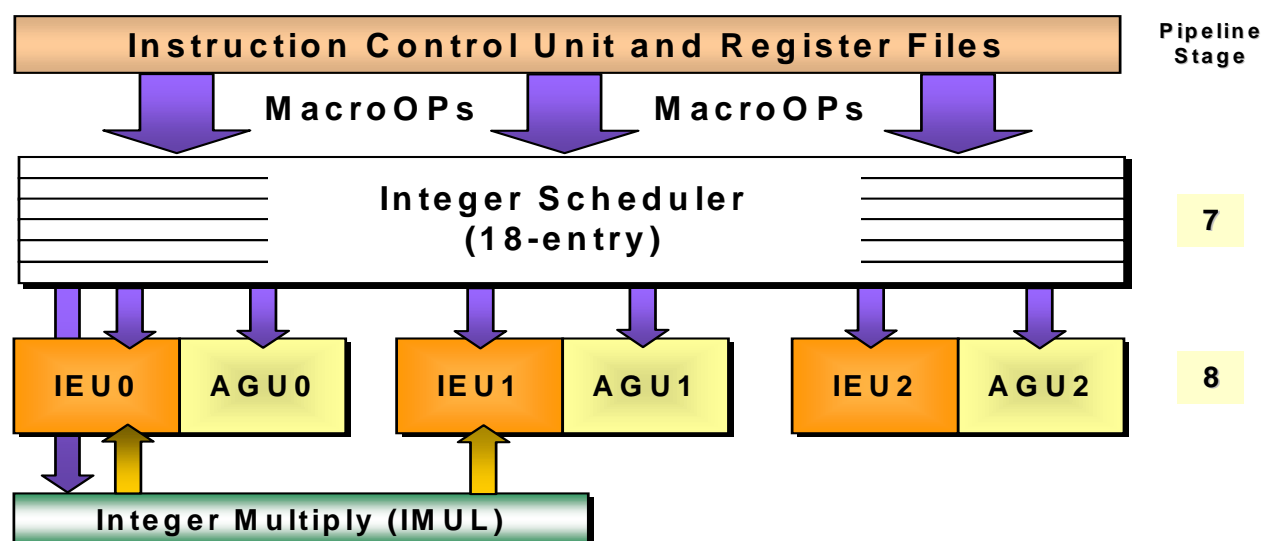 Instruction Control Unit and Register Files
Pipeline
Stage
MacroOPs MacroOPs
Integer Scheduler
(18-entry)
7
IEU0 AGU0 IEU1 AGU1 IEU2 AGU2
8
Integer Multiply (IMUL)